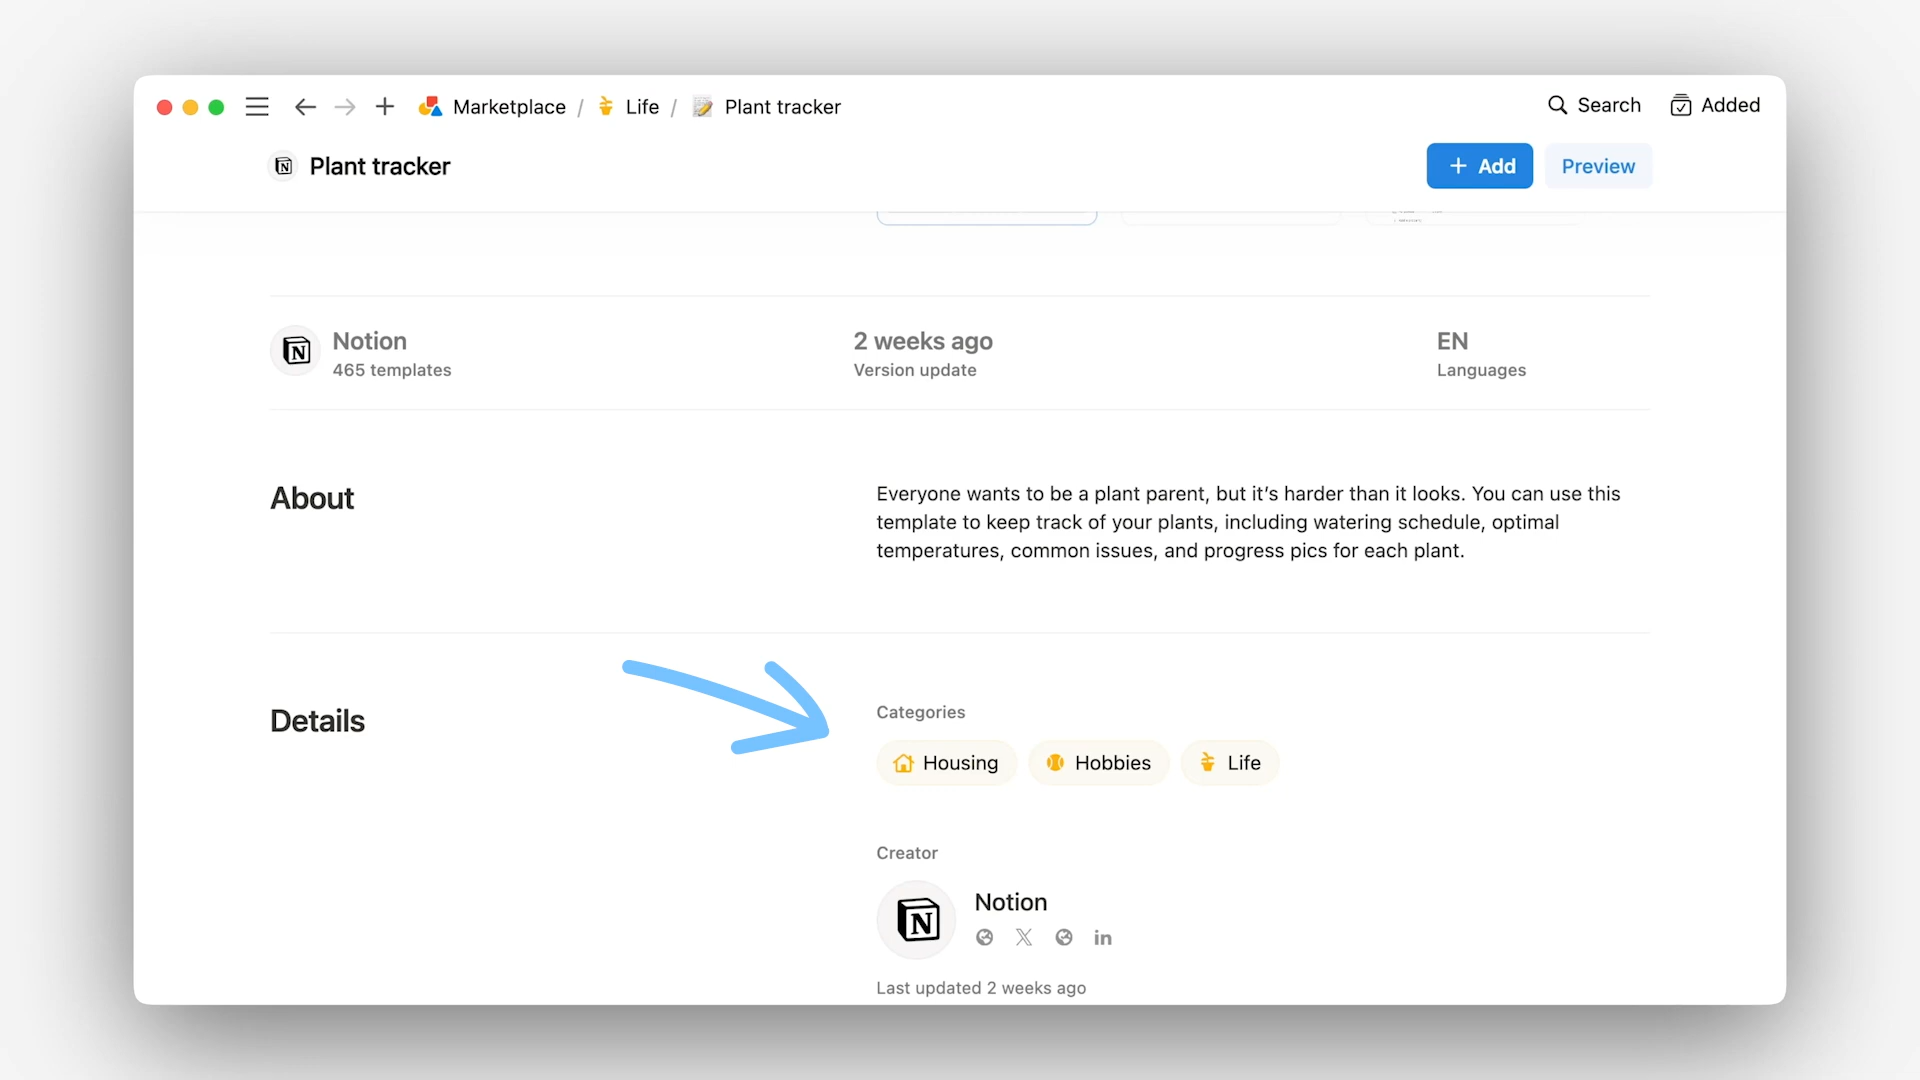 Marketplace / Life / Plant tracker
Search
Added
Plant tracker
Add
Preview
Notion
465 templates
2 weeks ago
Version update
EN
Languages
About
Everyone wants to be a plant parent, but it’s harder than it looks. You can use this
template to keep track of your plants, including watering schedule, optimal
temperatures, common issues, and progress pics for each plant.
Details
Categories
Housing
Hobbies
Life
Creator
Notion
Last updated 2 weeks ago